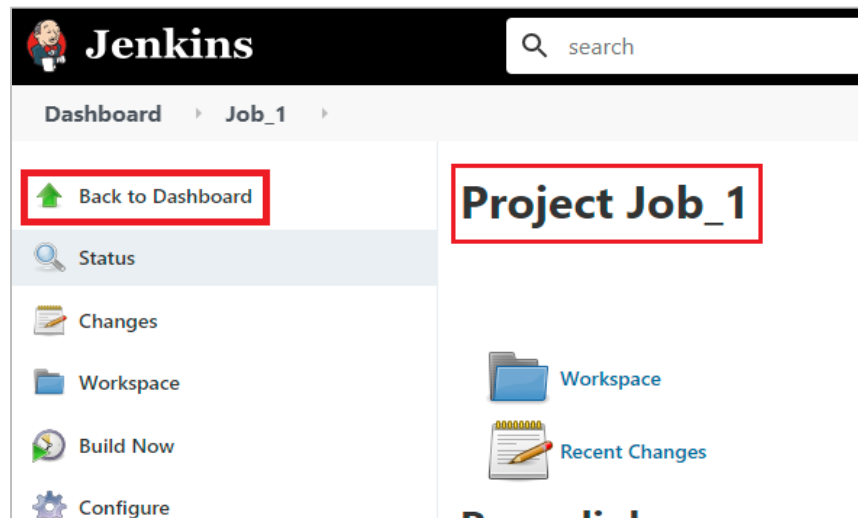 Jenkins
search
Dashboard Job_1
Back to Dashboard
Status
Changes
Workspace
Build Now
Configure
Project Job_1
Workspace
Recent Changes